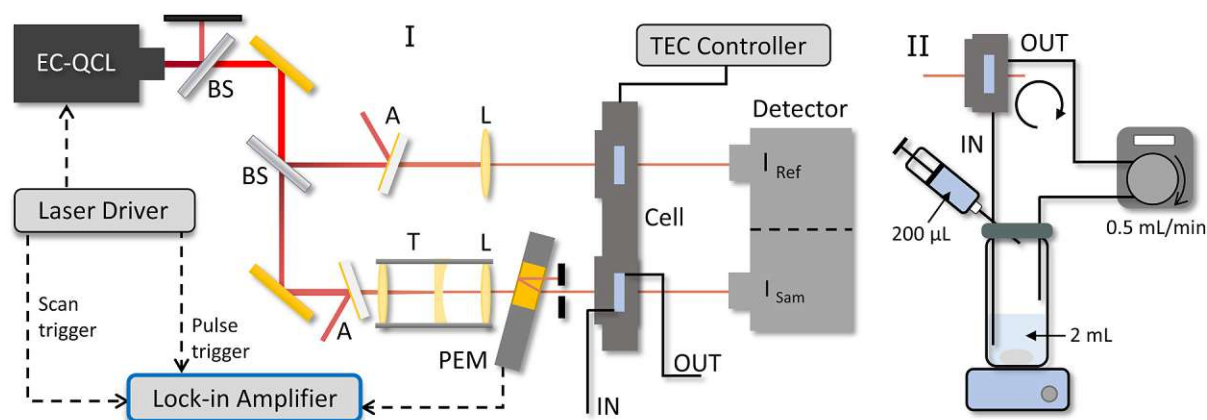 I
EC-QCL
BS
TEC Controller
Detector
A
L
BS
I Ref
Laser Driver
Cell
T
L
A
I Sam
Scan
trigger
Pulse
trigger
PEM
OUT
Lock-in Amplifier
IN
II
OUT
IN
200 µL
0.5 mL/min
2 mL